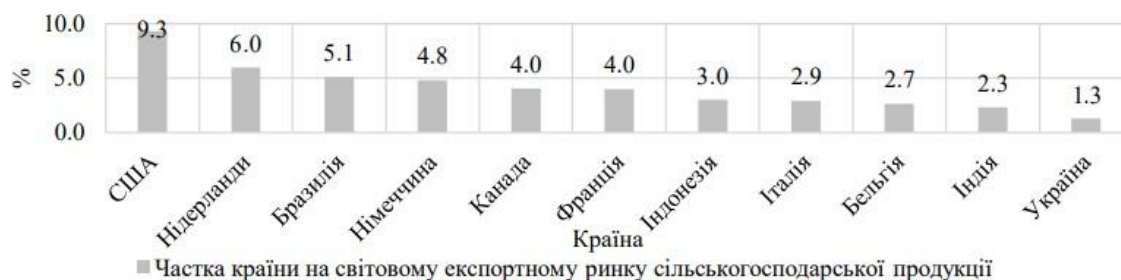 10.0
5.0
0.0
%
9.3
6.0
5.1
4.8
4.0
4.0
3.0
2.9
2.7
2.3
1.3
США
Нідерланди
Бразилія
Німеччина
Канада
Франція
Індонезія
Італія
Бельгія
Індія
Україна
Країна
Частка країни на світовому експортному ринку сільськогосподарської продукції